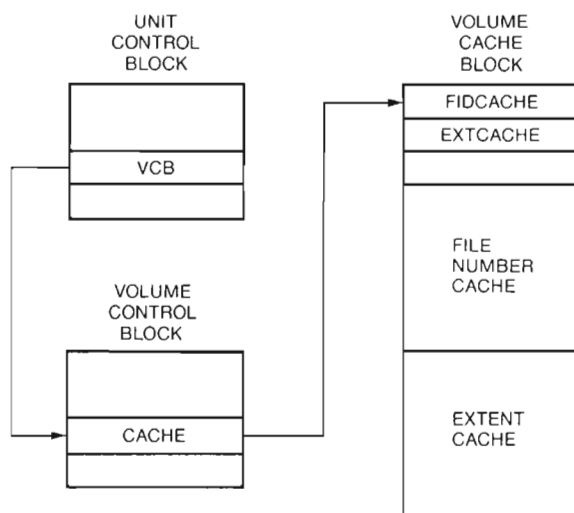 UNIT
CONTROL
BLOCK
VCB
VOLUME
CONTROL
BLOCK
CACHE
VOLUME
CACHE
BLOCK
FIDCACHE
EXTCACHE
FILE
NUMBER
CACHE
EXTENT
CACHE